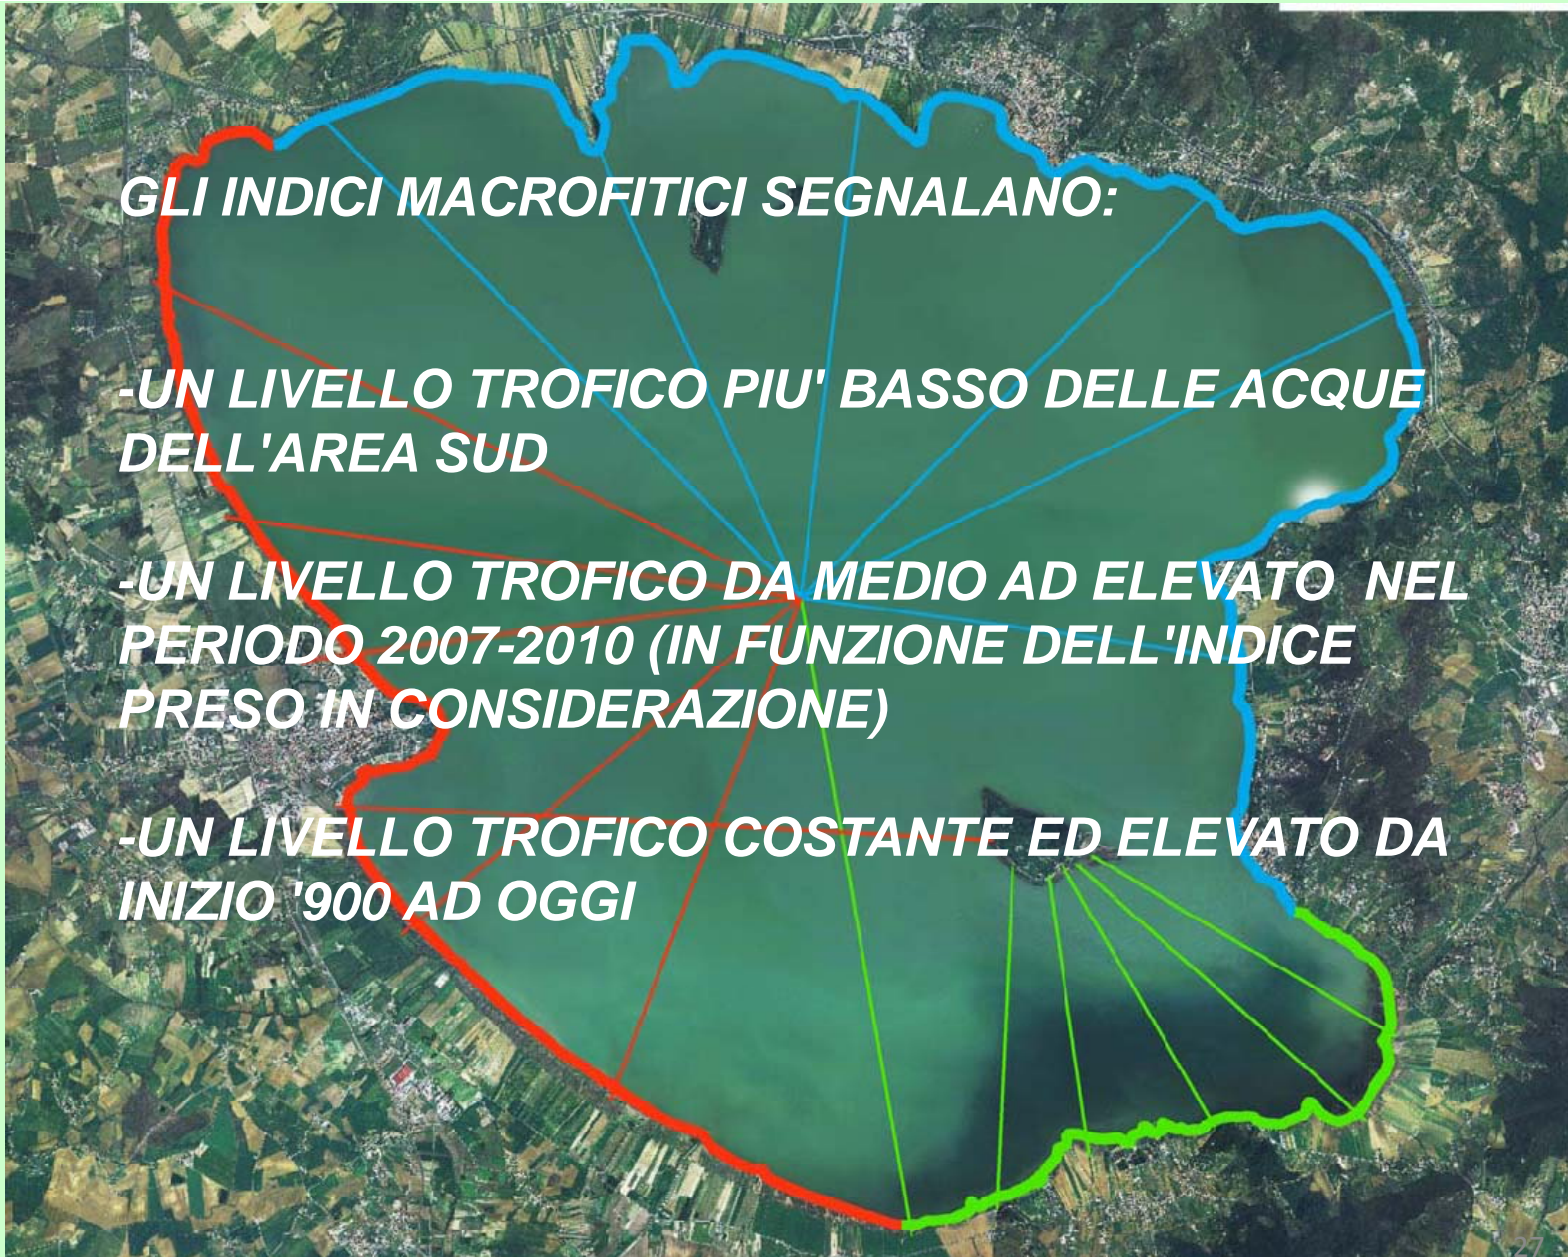 GLI INDICI MACROFITICI SEGNALANO:
-UN LIVELLO TROFICO PIU' BASSO DELLE ACQUE
DELL'AREA SUD
-UN LIVELLO TROFICO DA MEDIO AD ELEVATO NEL
PERIODO 2007-2010 (IN FUNZIONE DELL'INDICE
PRESO IN CONSIDERAZIONE)
-UN LIVELLO TROFICO COSTANTE ED ELEVATO DA
INIZIO '900 AD OGGI